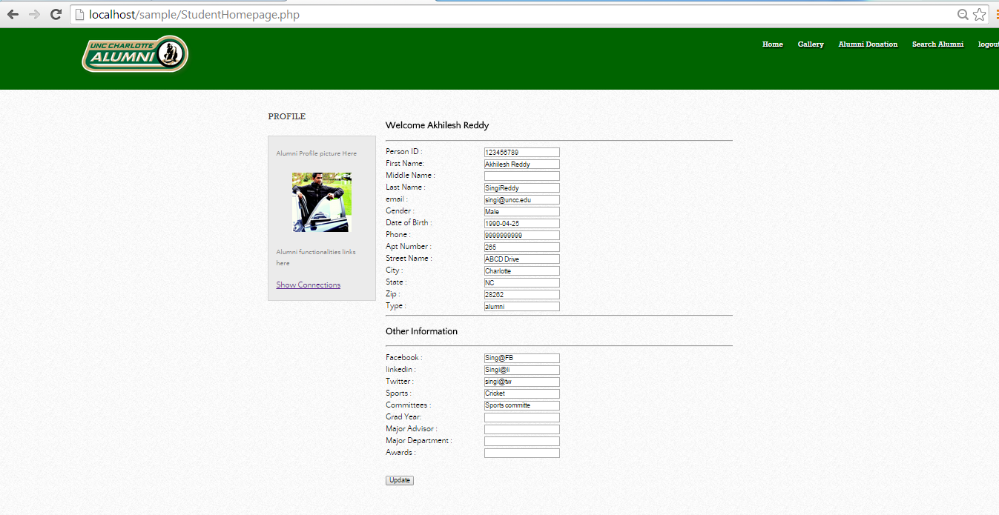 localhost/sample/StudentHomepage.php
UNC CHARLOTTE
ALUMNI
Home Gallery Alumni Donation Search Alumni logout
PROFILE
Alumni Profile picture Here
Alumni functionalities links
here
Show Connections
Welcome Akhilesh Reddy
Person ID : 123456789
First Name: Akhilesh Reddy
Middle Name :
Last Name : SingiReddy
email : singi@uncc.edu
Gender : Male
Date of Birth : 1990-04-25
Phone : 9999999999
Apt Number : 265
Street Name : ABCD Drive
City : Charlotte
State : NC
Zip : 28262
Type : alumni
Other Information
Facebook : Sing@FB
linkedin : Singi@li
Twitter : singi@tw
Sports : Cricket
Committees : Sports committe
Grad Year:
Major Advisor :
Major Department :
Awards :
Update